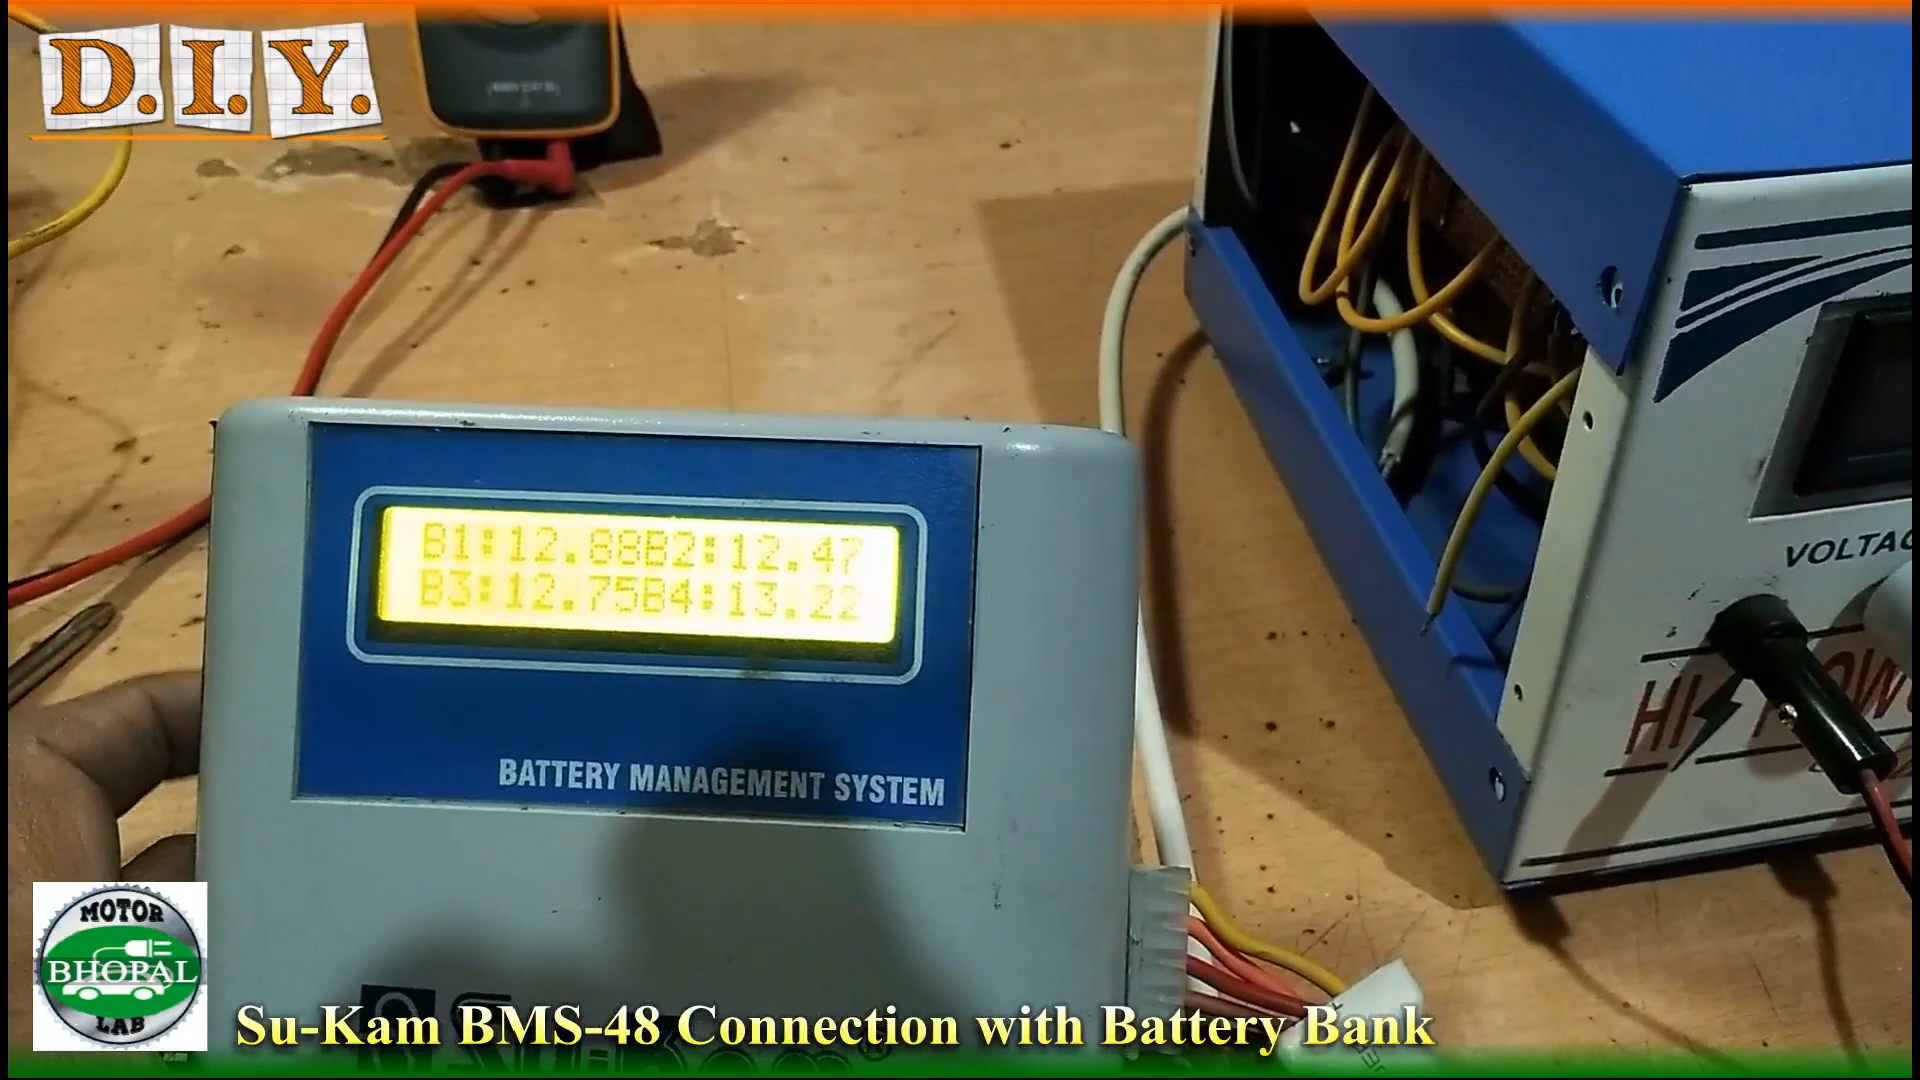 D.I.Y.
B1:12.88B2:12.47
B3:12.75B4:13.22
BATTERY MANAGEMENT SYSTEM
HI
MOTOR
BHOPAL
LAB
Su-Kam BMS-48 Connection with Battery Bank